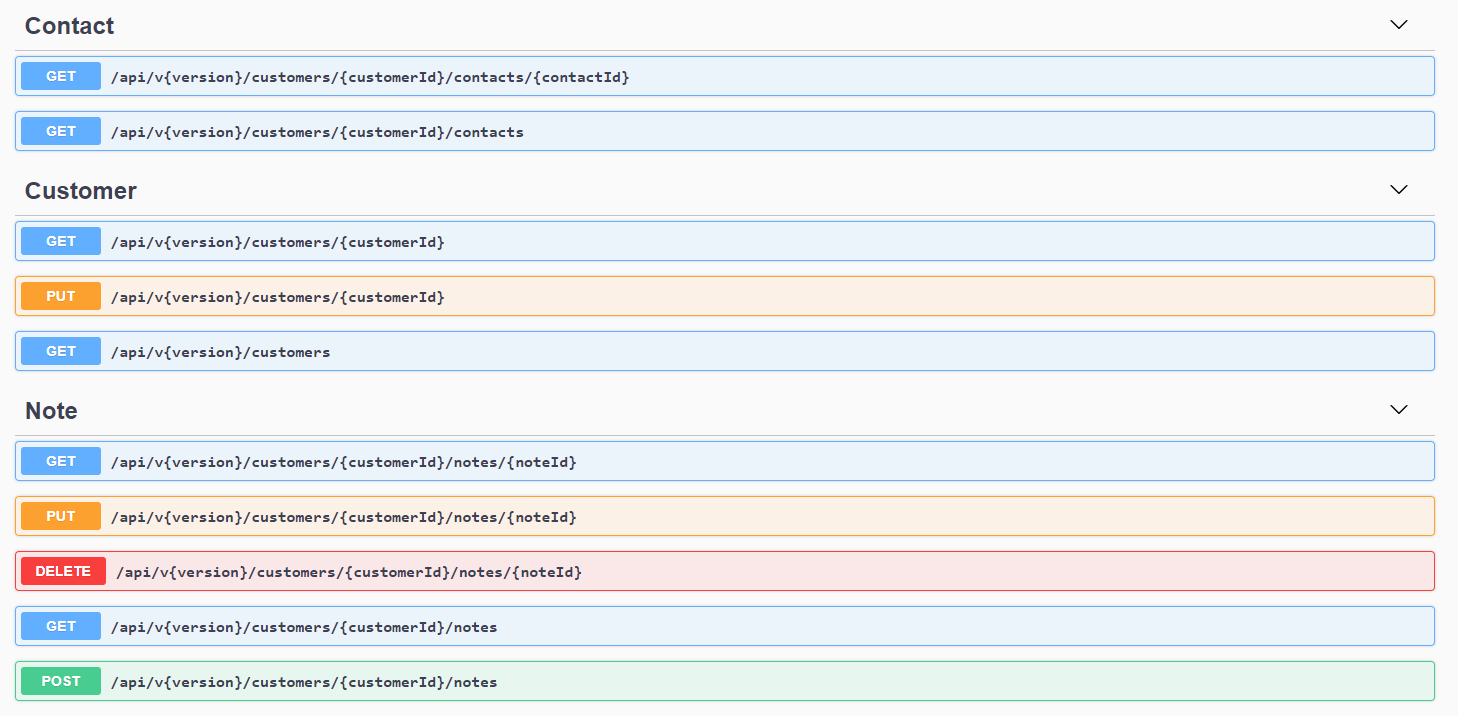 Contact
GET /api/v{version}/customers/{customerId}/contacts/{contactId}
GET /api/v{version}/customers/{customerId}/contacts
Customer
GET /api/v{version}/customers/{customerId}
PUT /api/v{version}/customers/{customerId}
GET /api/v{version}/customers
Note
GET /api/v{version}/customers/{customerId}/notes/{noteId}
PUT /api/v{version}/customers/{customerId}/notes/{noteId}
DELETE /api/v{version}/customers/{customerId}/notes/{noteId}
GET /api/v{version}/customers/{customerId}/notes
POST /api/v{version}/customers/{customerId}/notes